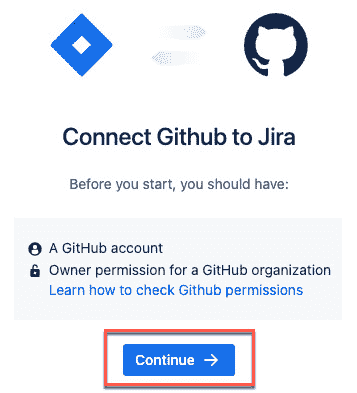 Connect Github to Jira
Before you start, you should have:
A GitHub account
Owner permission for a GitHub organization
Learn how to check Github permissions
Continue →